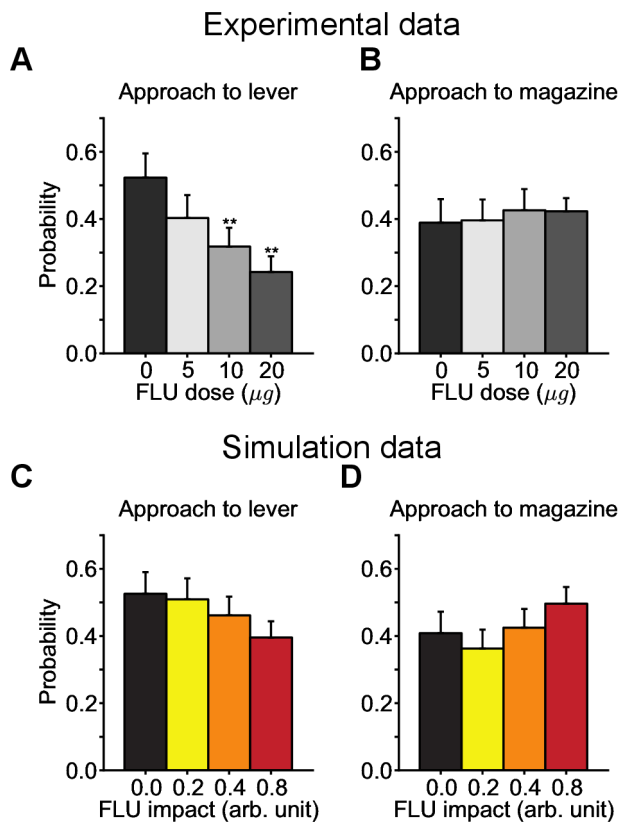 Experimental data
A
B
Approach to lever
Approach to magazine
Probability
0.6
0.4
0.2
0.0
**
**
0 5 10 20
FLU dose (μg)
0.6
0.4
0.2
0.0
0 5 10 20
FLU dose (μg)
Simulation data
C
D
Approach to lever
Approach to magazine
Probability
0.6
0.4
0.2
0.0
0.0 0.2 0.4 0.8
FLU impact (arb. unit)
0.6
0.4
0.2
0.0
0.0 0.2 0.4 0.8
FLU impact (arb. unit)